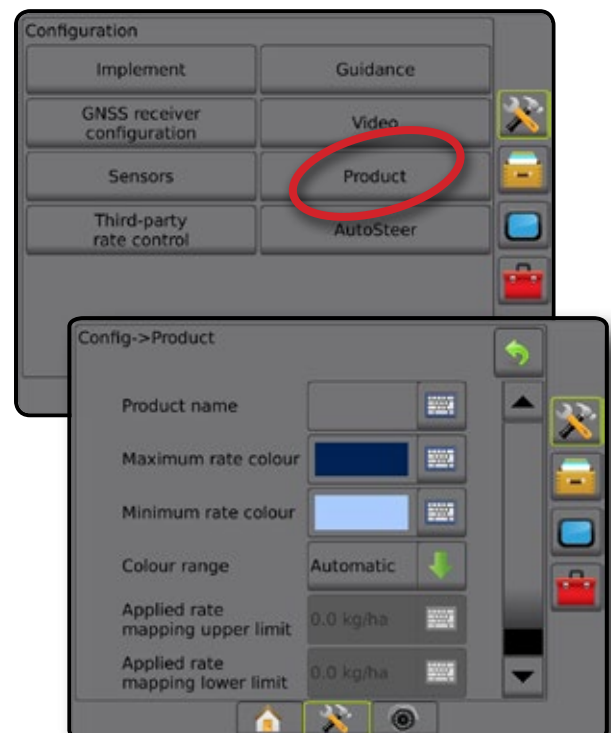 Configuration
Implement
Guidance
GNSS receiver
configuration
Video
Sensors
Product
Third-party
rate control
AutoSteer
Config->Product
Product name
Maximum rate colour
Minimum rate colour
Colour range
Automatic
Applied rate
mapping upper limit
0.0 kg/ha
Applied rate
mapping lower limit
0.0 kg/ha